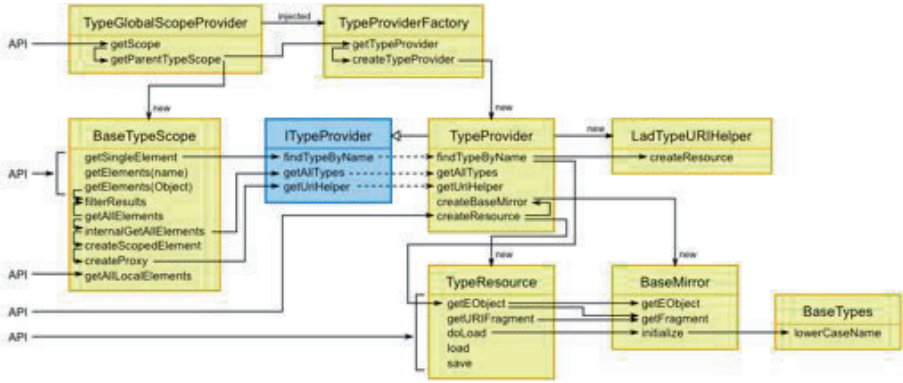 TypeGlobalScopeProvider
injected
TypeProviderFactory
API
getScope
getParentTypeScope
getTypeProvider
createTypeProvider
new
new
BaseTypeScope
ITypeProvider
TypeProvider
new
LadTypeURIHelper
API
getSingleElement
getElements(name)
getElements(Object)
filterResults
getAllElements
internalGetAllElements
createScopedElement
createProxy
getAllLocalElements
findTypeByName
getAllTypes
getUriHelper
findTypeByName
getAllTypes
getUriHelper
createBaseMirror
createResource
createResource
new
new
API
API
API
TypeResource
getEObject
getURIFragment
doLoad
load
save
BaseMirror
getEObject
getFragment
initialize
BaseTypes
lowerCaseName